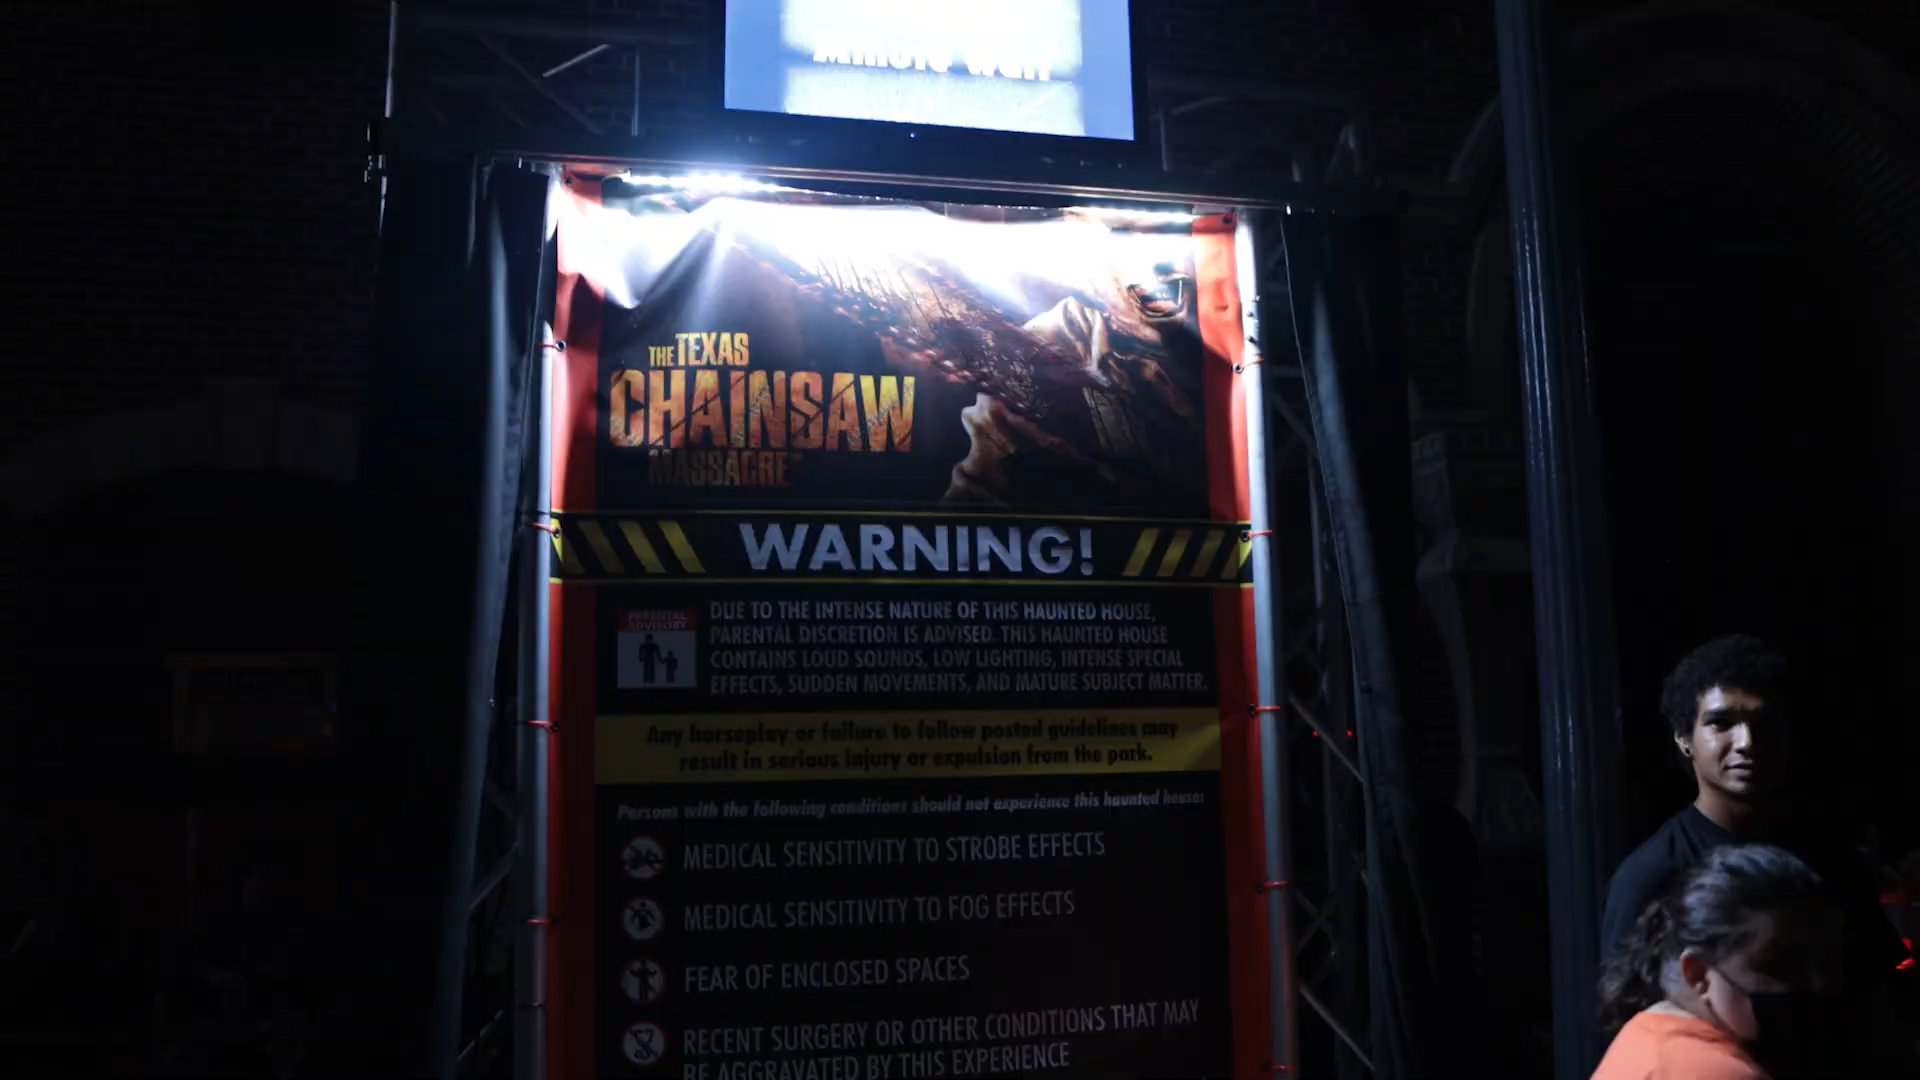 THE TEXAS
CHAINSAW
MASSACRE
WARNING!
PARENTAL
ADVISORY
DUE TO THE INTENSE NATURE OF THIS HAUNTED HOUSE,
PARENTAL DISCRETION IS ADVISED. THIS HAUNTED HOUSE
CONTAINS LOUD SOUNDS, LOW LIGHTING, INTENSE SPECIAL
EFFECTS, SUDDEN MOVEMENTS, AND MATURE SUBJECT MATTER.
Any horseplay or failure to follow posted guidelines may
result in serious injury or expulsion from the park.
Persons with the following conditions should not experience this haunted house:
MEDICAL SENSITIVITY TO STROBE EFFECTS
MEDICAL SENSITIVITY TO FOG EFFECTS
FEAR OF ENCLOSED SPACES
RECENT SURGERY OR OTHER CONDITIONS THAT MAY
BE AGGRAVATED BY THIS EXPERIENCE